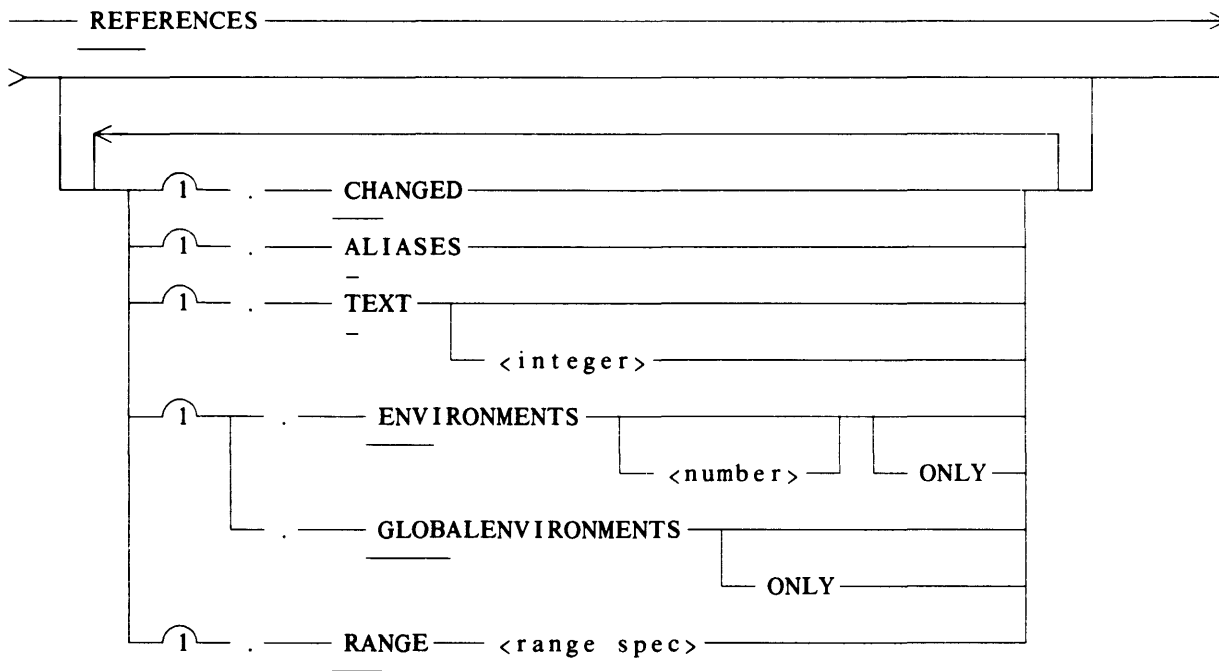 REFERENCES
1 . CHANGED
1 . ALIASES
1 . TEXT
<integer>
1 . ENVIRONMENTS
<number> ONLY
. GLOBALENVIRONMENTS
ONLY
1 . RANGE <range spec>